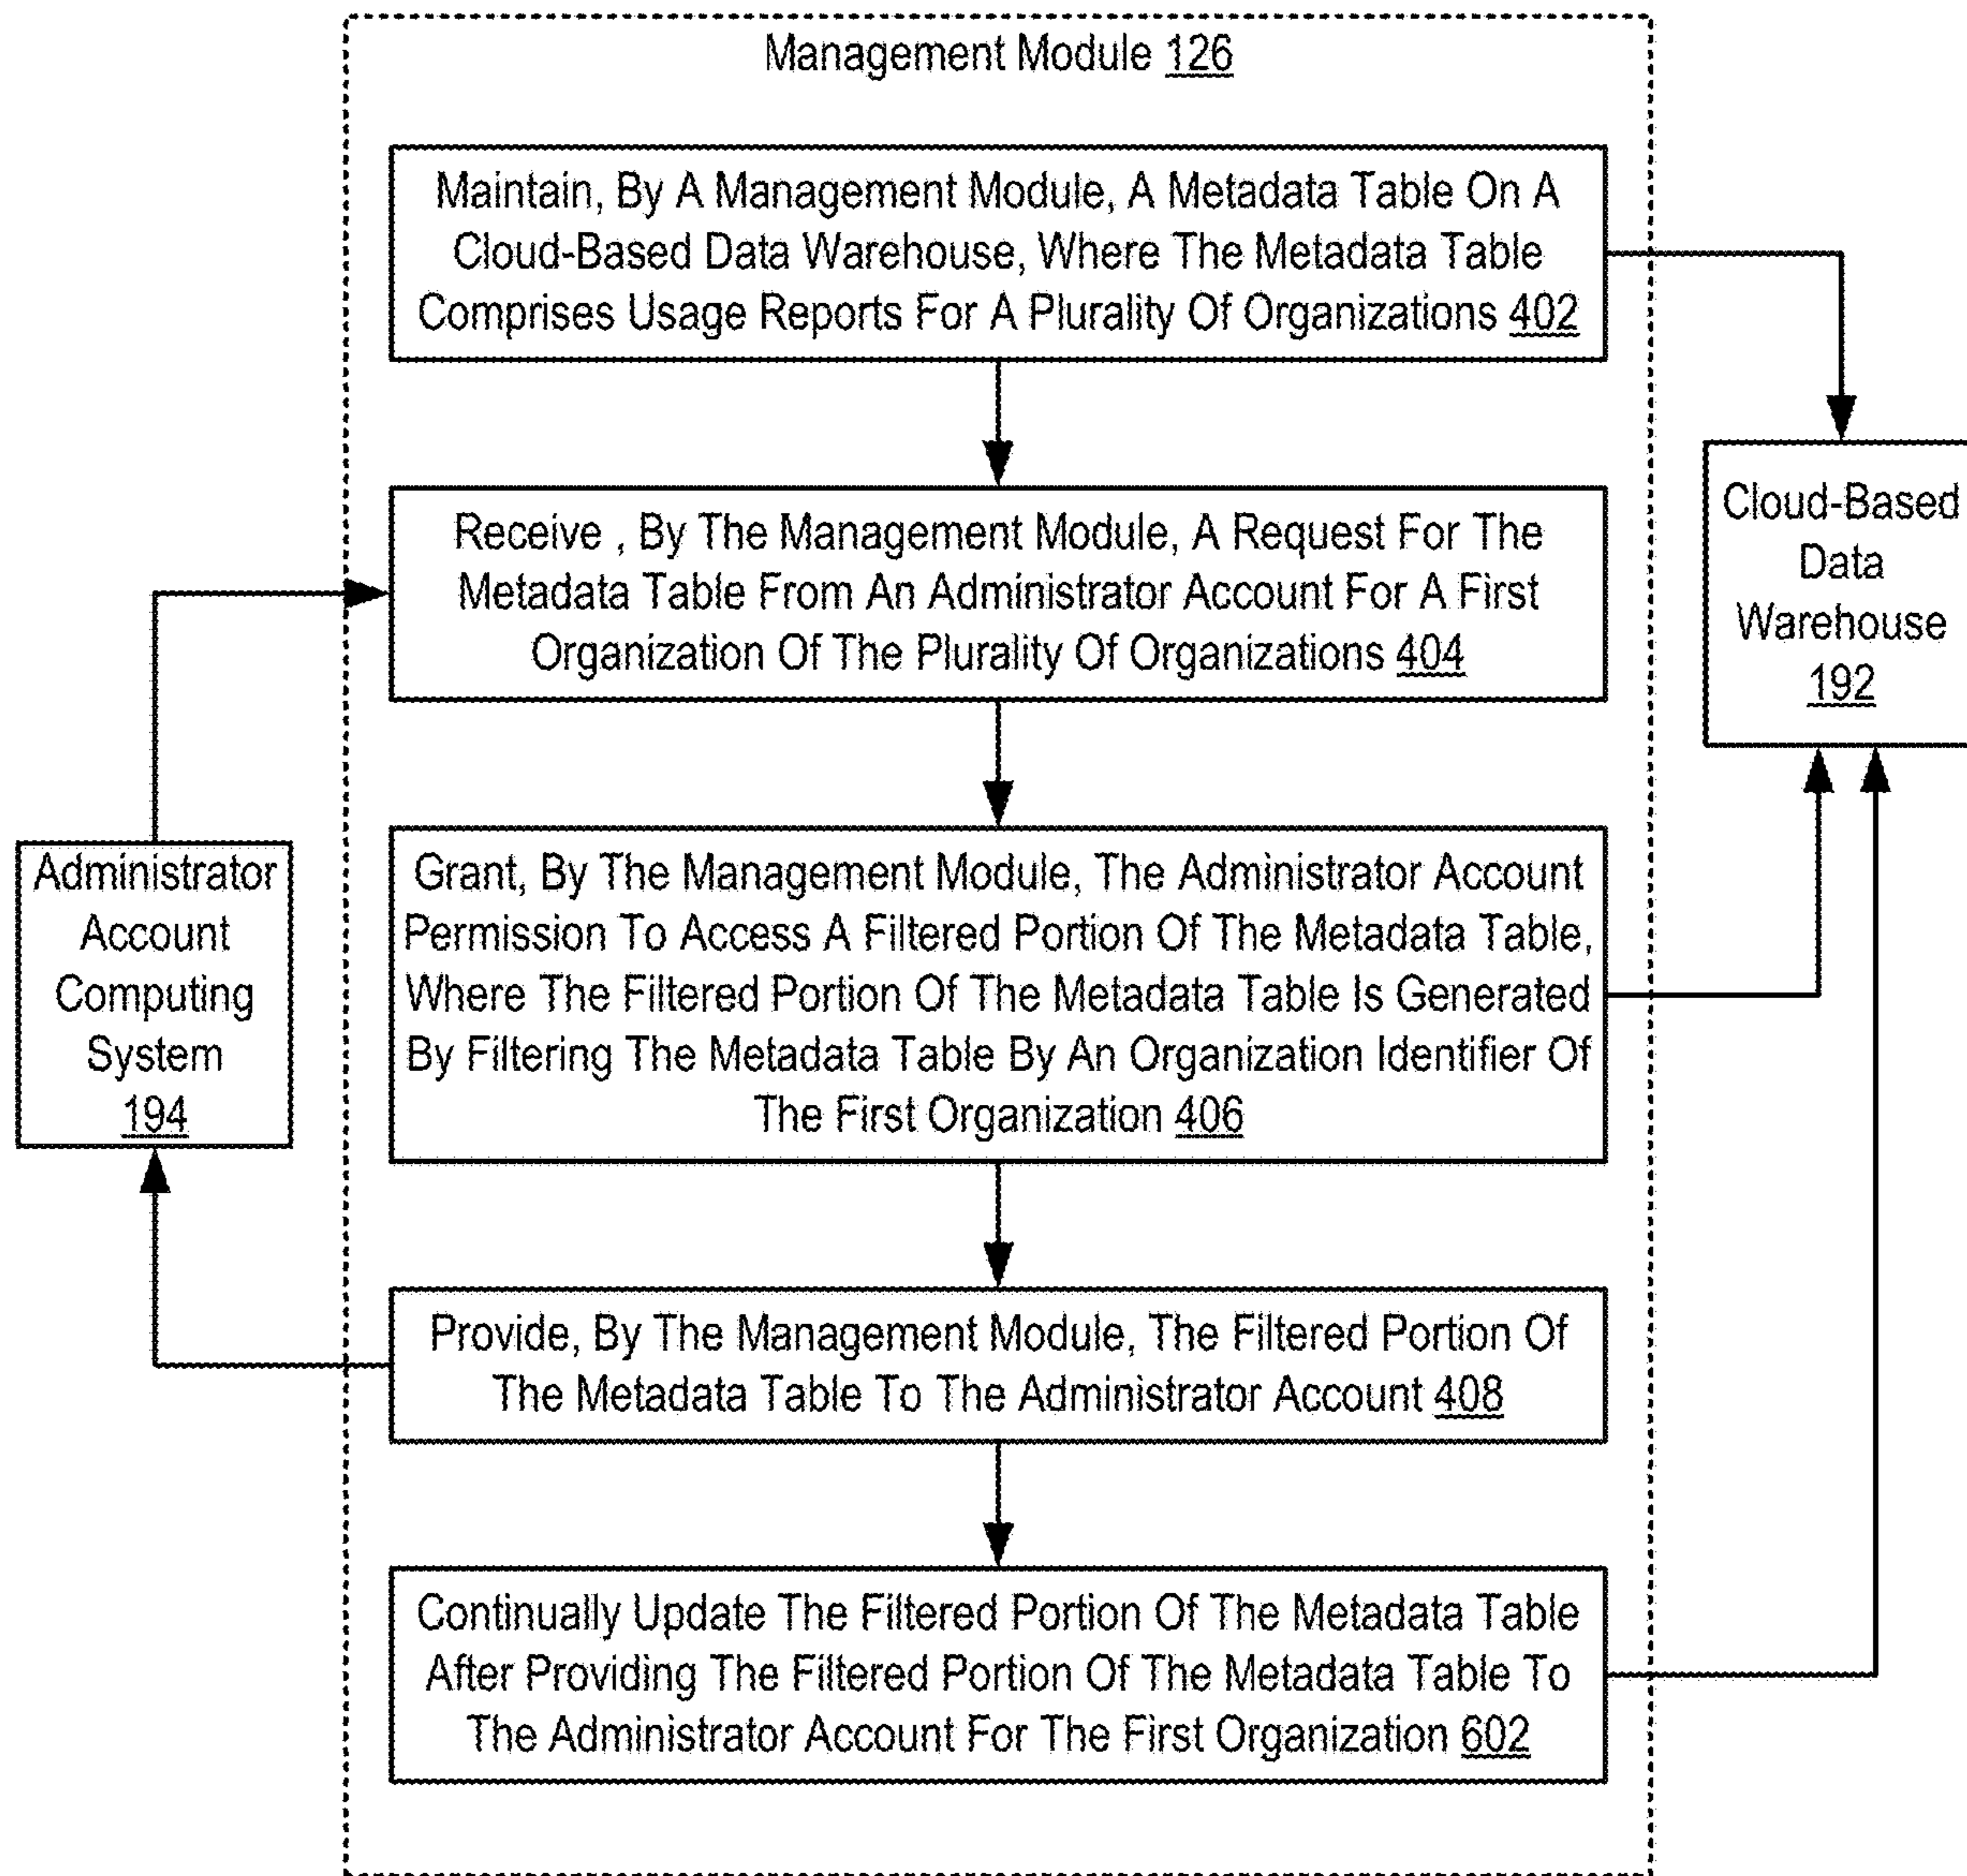 Management Module 126
Maintain, By A Management Module, A Metadata Table On A
Cloud-Based Data Warehouse, Where The Metadata Table
Comprises Usage Reports For A Plurality Of Organizations 402
Receive , By The Management Module, A Request For The
Metadata Table From An Administrator Account For A First
Organization Of The Plurality Of Organizations 404
Cloud-Based
Data
Warehouse
192
Grant, By The Management Module, The Administrator Account
Permission To Access A Filtered Portion Of The Metadata Table,
Where The Filtered Portion Of The Metadata Table Is Generated
By Filtering The Metadata Table By An Organization Identifier Of
The First Organization 406
Administrator
Account
Computing
System
194
Provide, By The Management Module, The Filtered Portion Of
The Metadata Table To The Administrator Account 408
Continually Update The Filtered Portion Of The Metadata Table
After Providing The Filtered Portion Of The Metadata Table To
The Administrator Account For The First Organization 602